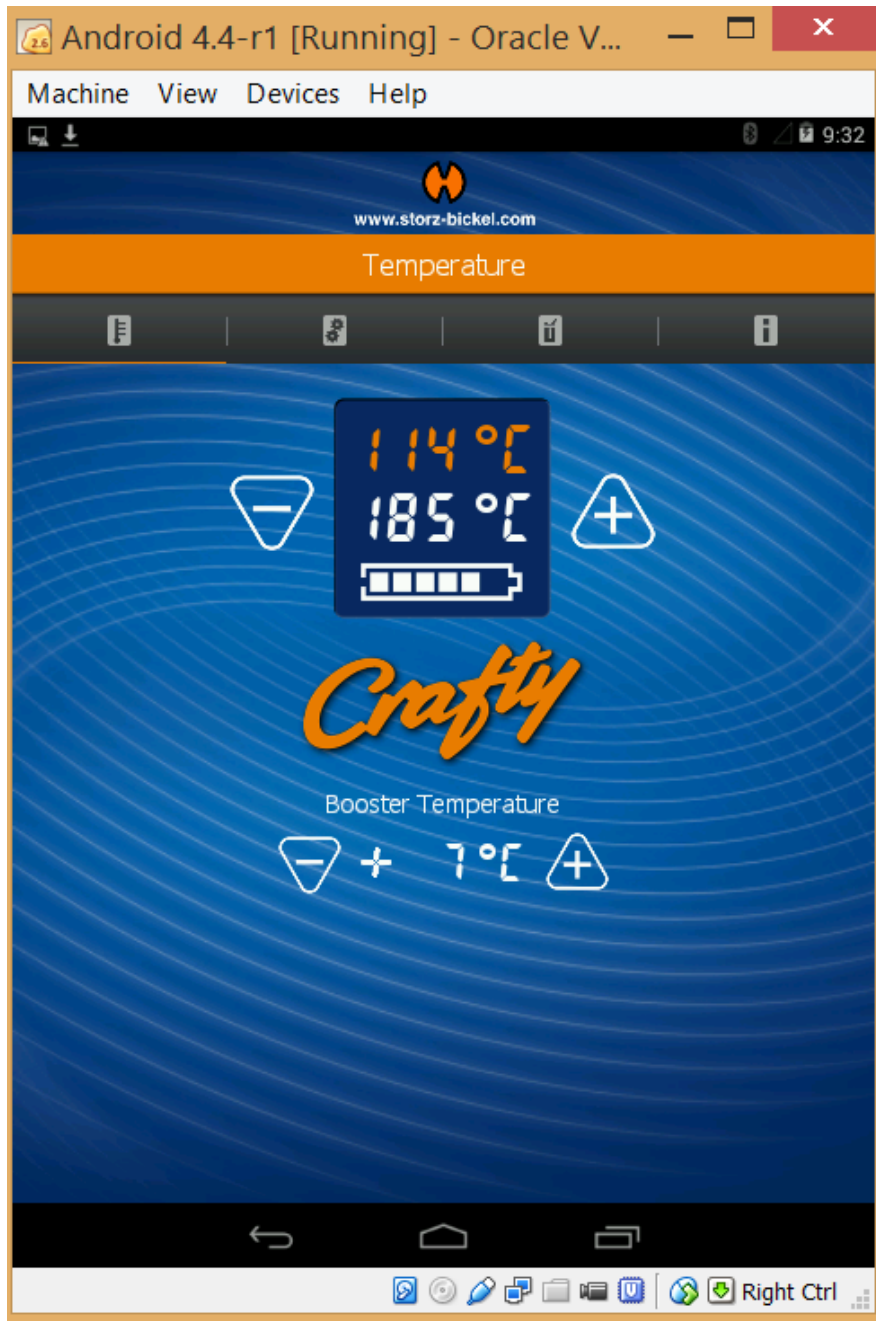 Android 4.4-r1 [Running] - Oracle V...
Machine View Devices Help
9:32
www.storz-bickel.com
Temperature
114 °C
185 °C
Crafty
Booster Temperature
+ 7 °C
Right Ctrl